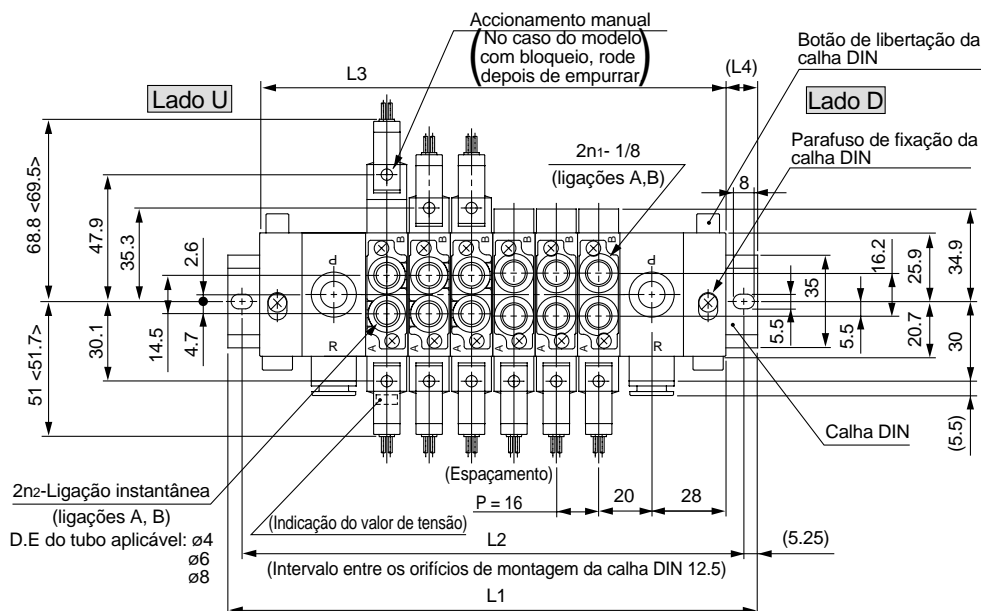 Accionamento manual
(No caso do modelo
com bloqueio, rode
depois de empurrar)
Botão de libertação da
calha DIN
L3
(L4)
Lado U
Lado D
Parafuso de fixação da
calha DIN
2n1- 1/8
(ligações A,B)
8
68.8 <69.5>
47.9
35.3
2.6
14.5
4.7
30.1
51 <51.7>
P
R
B
B
B
B
B
B
A
A
A
A
A
A
P
R
5.5
35
5.5
16.2
25.9
20.7
34.9
30
(5.5)
Calha DIN
(Espaçamento)
P = 16
20
28
2n2-Ligação instantânea
(ligações A, B)
D.E do tubo aplicável: ø4
ø6
ø8
(Indicação do valor de tensão)
L2
(5.25)
(Intervalo entre os orifícios de montagem da calha DIN 12.5)
L1